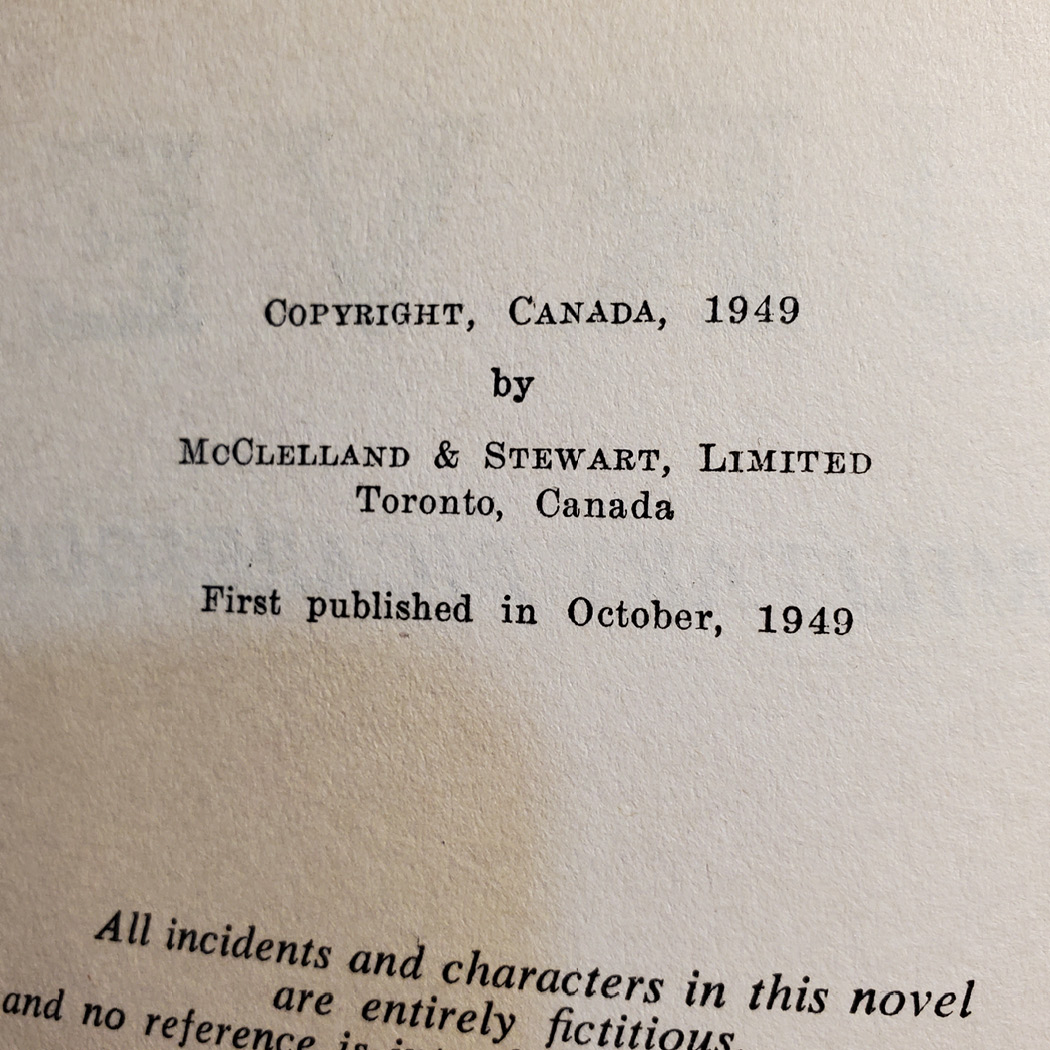 COPYRIGHT, CANADA, 1949
by
MCCLELLAND & STEWART, LIMITED
Toronto, Canada
First published in October, 1949
All incidents and characters in this novel
are entirely fictitious
and no reference is